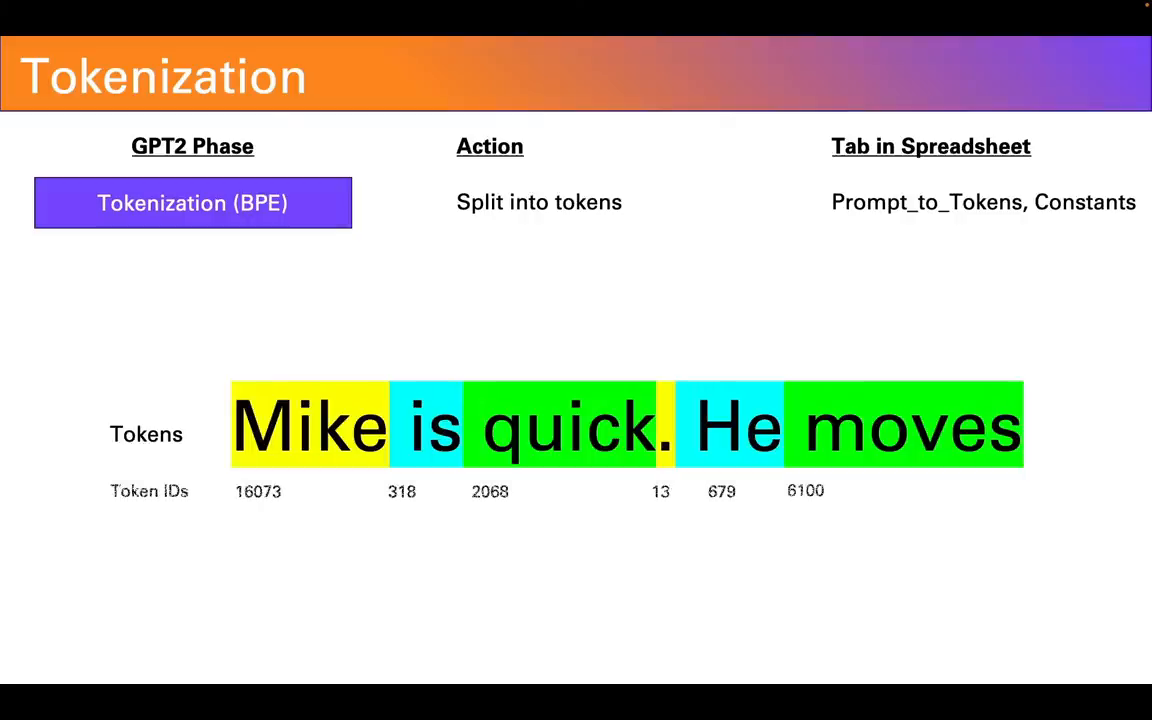 Tokenization
GPT2 Phase Action Tab in Spreadsheet
Tokenization (BPE) Split into tokens Prompt_to_Tokens, Constants
Tokens Mike is quick. He moves
Token IDs 16073 318 2068 13 679 6100